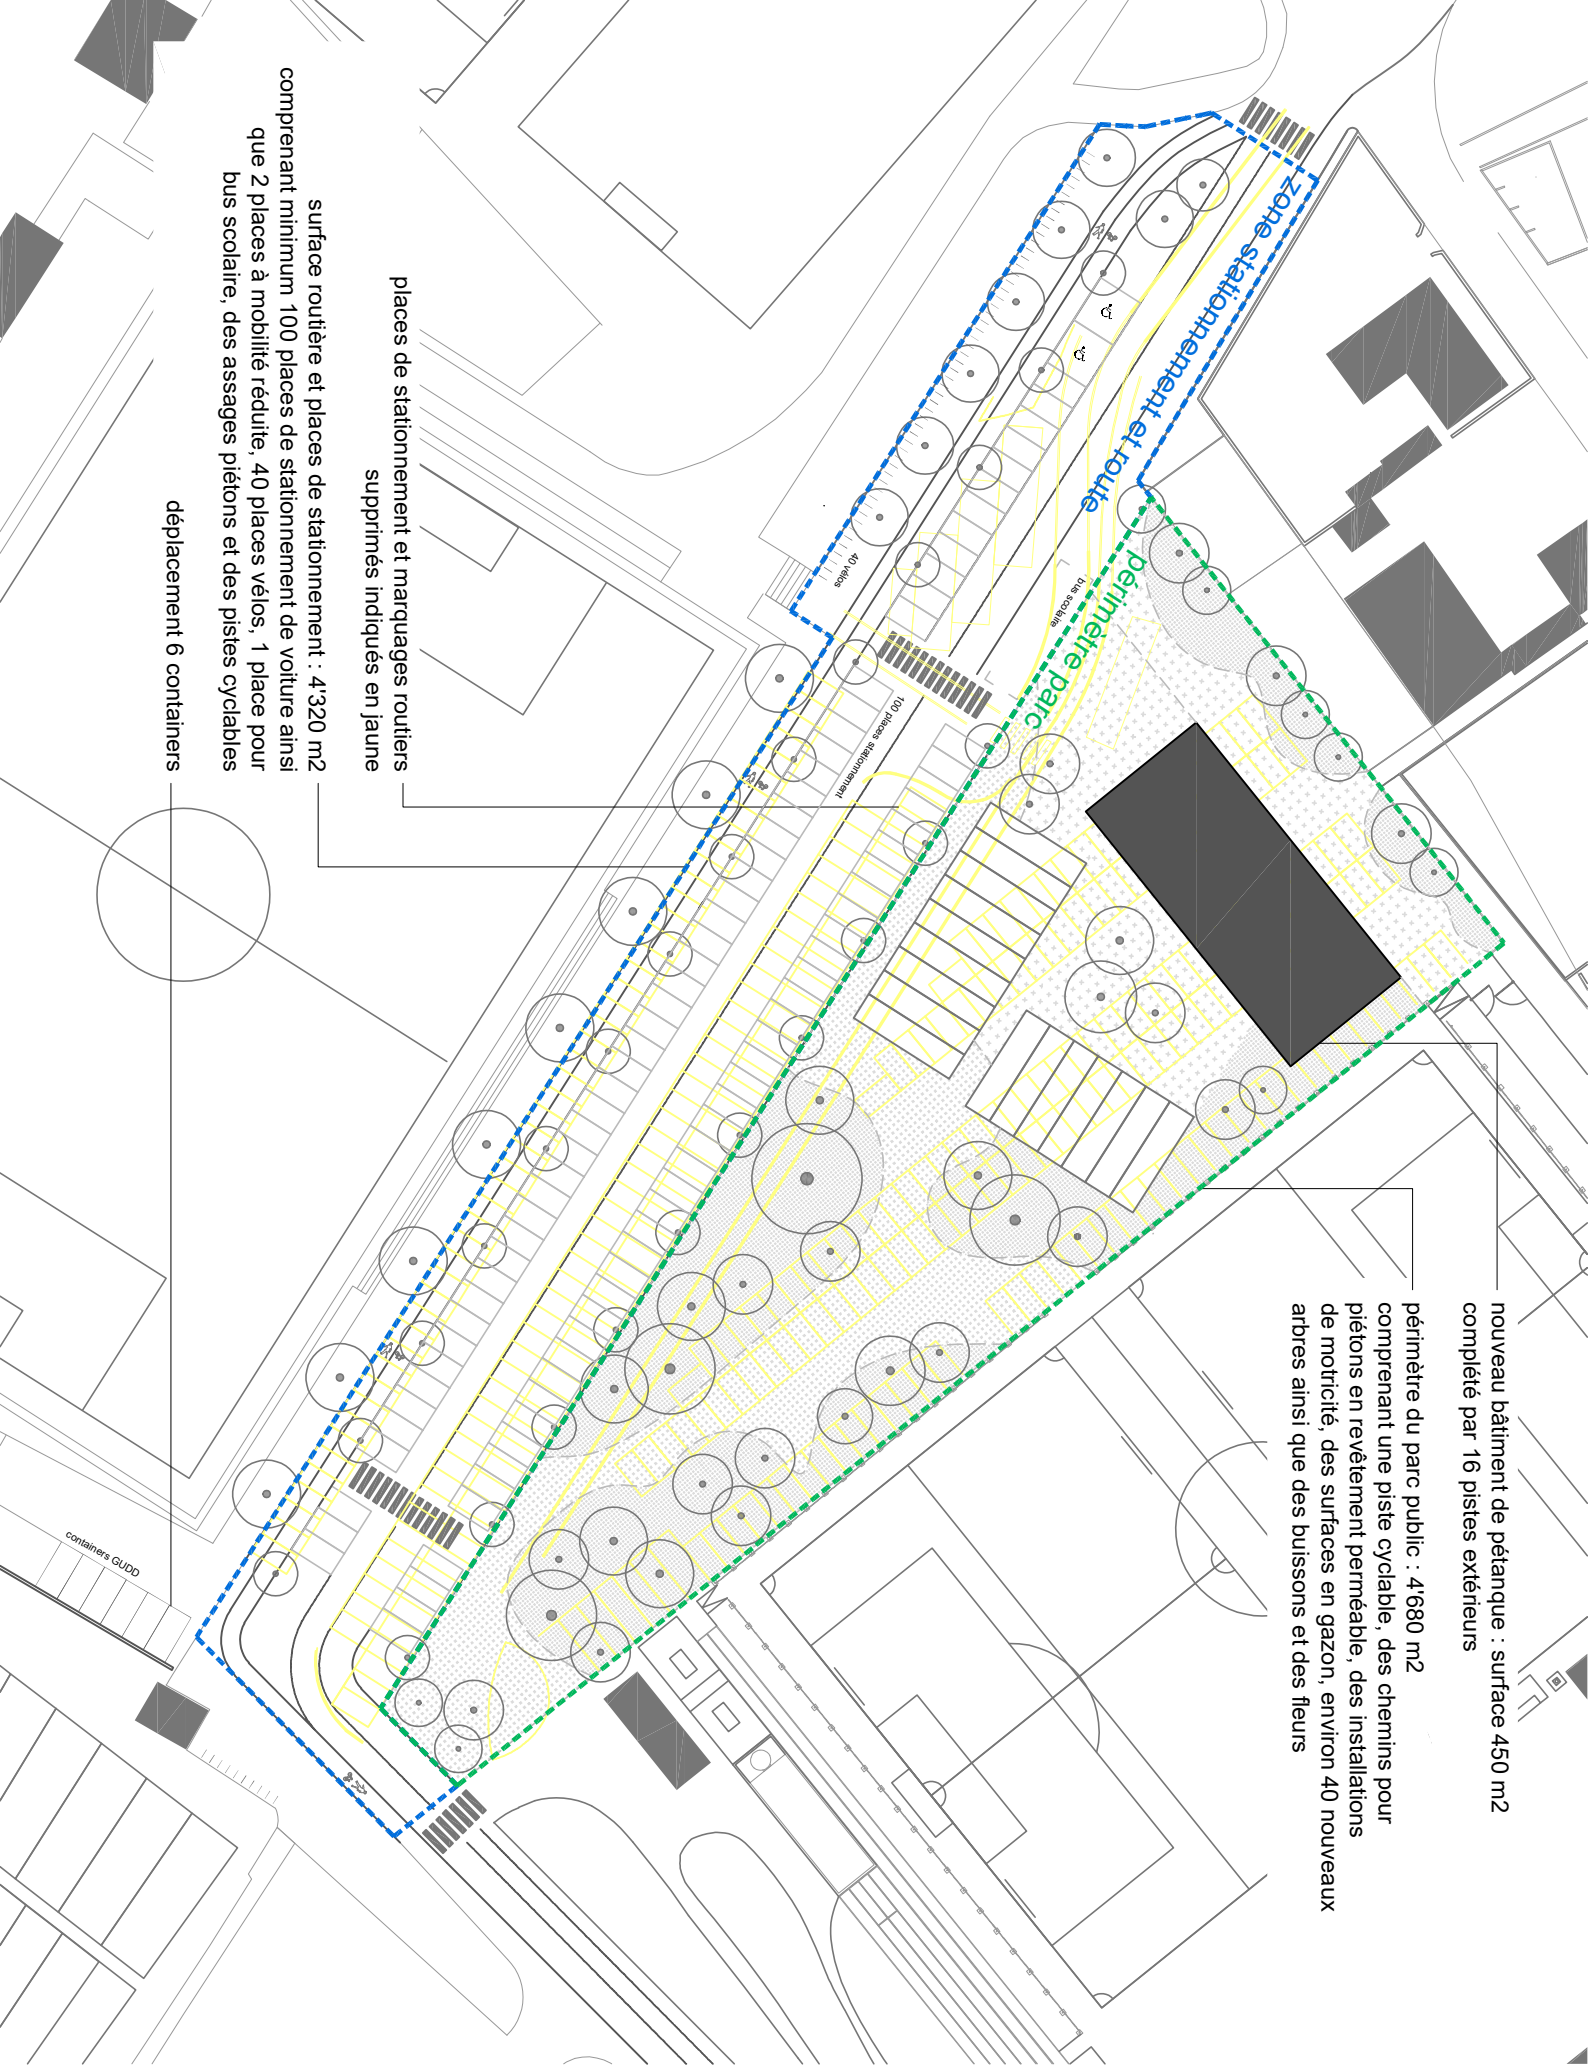 nouveau bâtiment de pétanque : surface 450 m2
complété par 16 pistes extérieurs
périmètre du parc public : 4'680 m2
comprenant une piste cyclable, des chemins pour
piétons en revêtement perméable, des installations
de motricité, des surfaces en gazon, environ 40 nouveaux
arbres ainsi que des buissons et des fleurs
zone stationnement et route
périmètre parc
bus scolaire
40 vélos
100 places stationnement
places de stationnement et marquages routiers
supprimés indiqués en jaune
surface routière et places de stationnement : 4'320 m2
comprenant minimum 100 places de stationnement de voiture ainsi
que 2 places à mobilité réduite, 40 places vélos, 1 place pour
bus scolaire, des assages piétons et des pistes cyclables
déplacement 6 containers
containers GUDD